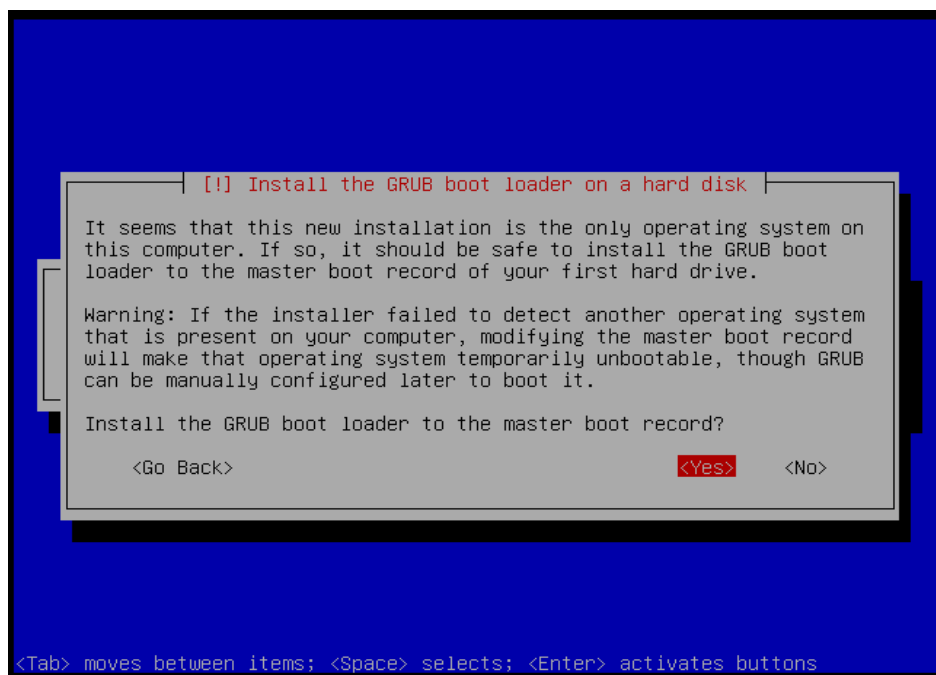 [!] Install the GRUB boot loader on a hard disk
It seems that this new installation is the only operating system on
this computer. If so, it should be safe to install the GRUB boot
loader to the master boot record of your first hard drive.
Warning: If the installer failed to detect another operating system
that is present on your computer, modifying the master boot record
will make that operating system temporarily unbootable, though GRUB
can be manually configured later to boot it.
Install the GRUB boot loader to the master boot record?
<Go Back> <Yes> <No>
<Tab> moves between items; <Space> selects; <Enter> activates buttons